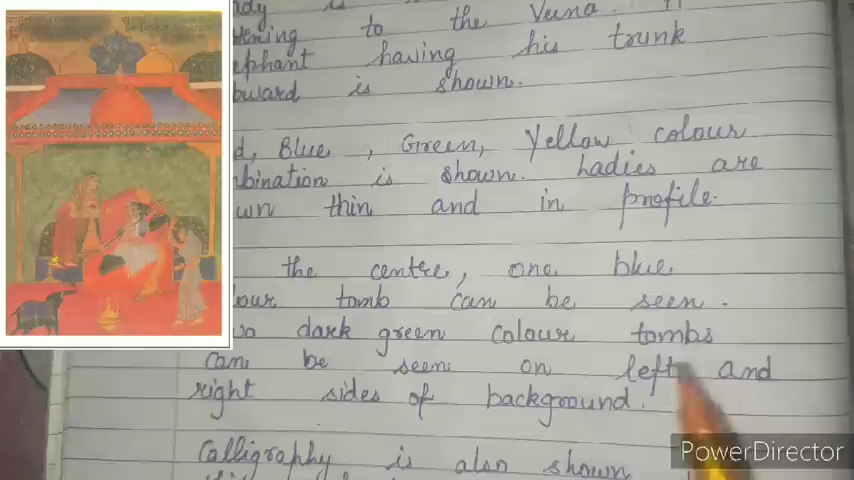 is
to the Veena.
having his trunk
is shown.
Blue, Green, Yellow colour
is shown. Ladies are
thin and in profile.
the centre, one blue
tomb can be seen.
dark green colour tombs
can be seen on left and
right sides of background.
Calligraphy is also shown
PowerDirector